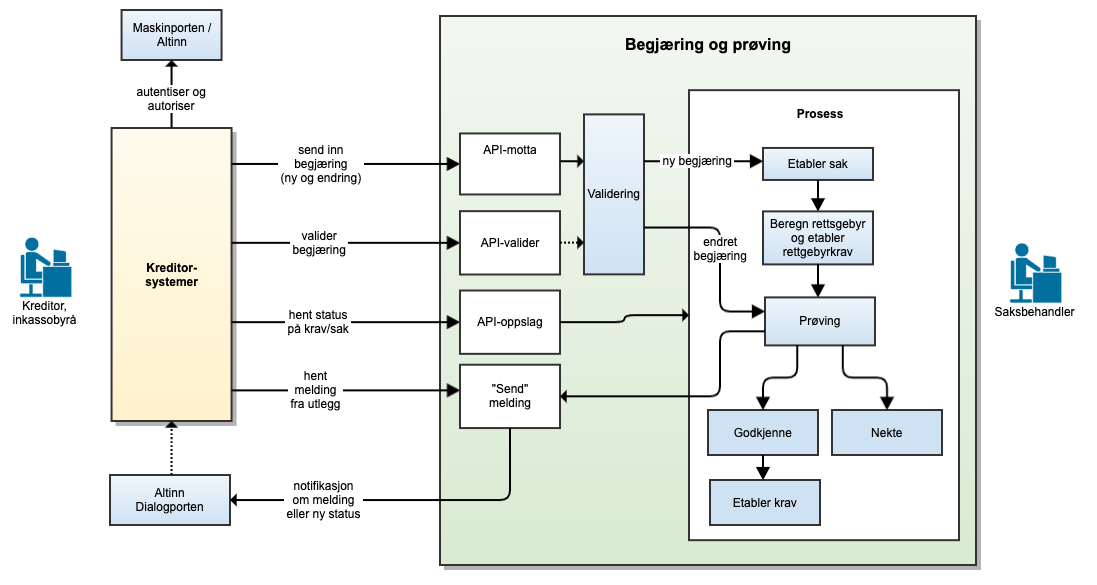 Maskinporten /
Altinn
autentiser og
autoriser
Kreditor-
systemer
Kreditor,
inkassobyrå
Altinn
Dialogporten
send inn
begjæring
(ny og endring)
valider
begjæring
hent status
på krav/sak
hent
melding
fra utlegg
notifikasjon
om melding
eller ny status
Begjæring og prøving
API-motta
API-valider
API-oppslag
"Send"
melding
Validering
ny begjæring
endret
begjæring
Prosess
Etabler sak
Beregn rettsgebyr
og etabler
rettgebyrkrav
Prøving
Godkjenne
Nekte
Etabler krav
Saksbehandler